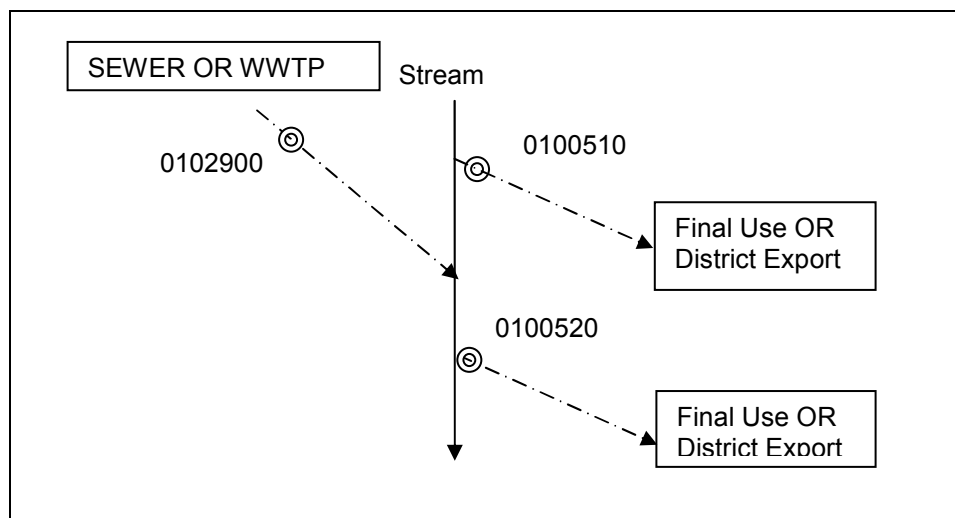 SEWER OR WWTP
Stream
0102900
0100510
Final Use OR
District Export
0100520
Final Use OR
District Export